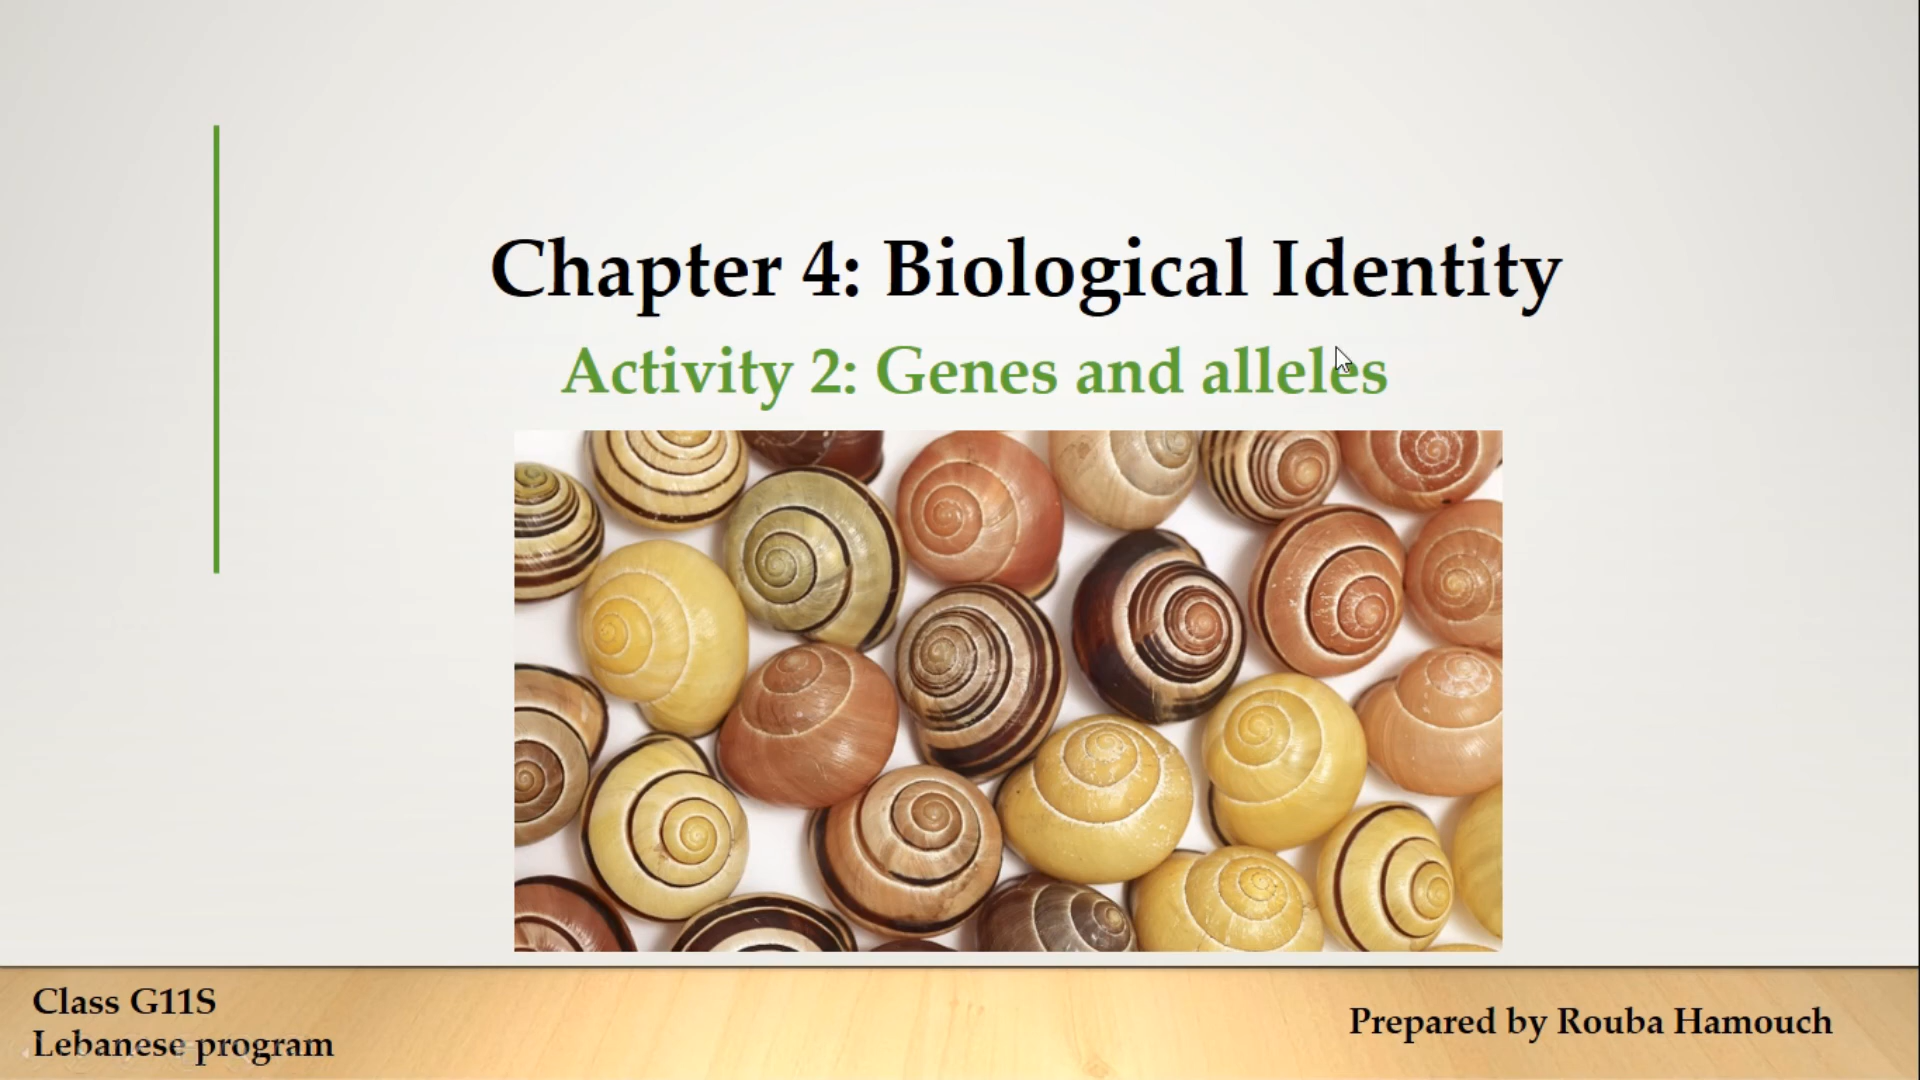 Chapter 4: Biological Identity
Activity 2: Genes and alleles
Class G11S
Lebanese program
Prepared by Rouba Hamouch